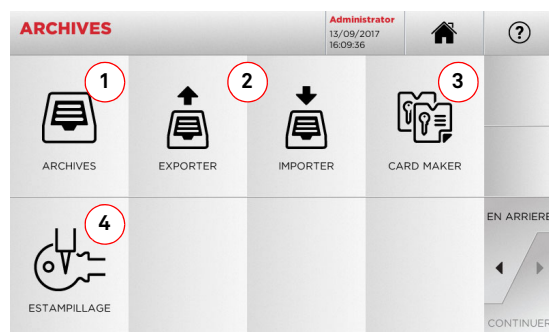 ARCHIVES
Administrator
13/09/2017
16:09:36
?
1
2
3
ARCHIVES
EXPORTER
IMPORTER
CARD MAKER
4
EN ARRIERE
ESTAMPILLAGE
CONTINUER